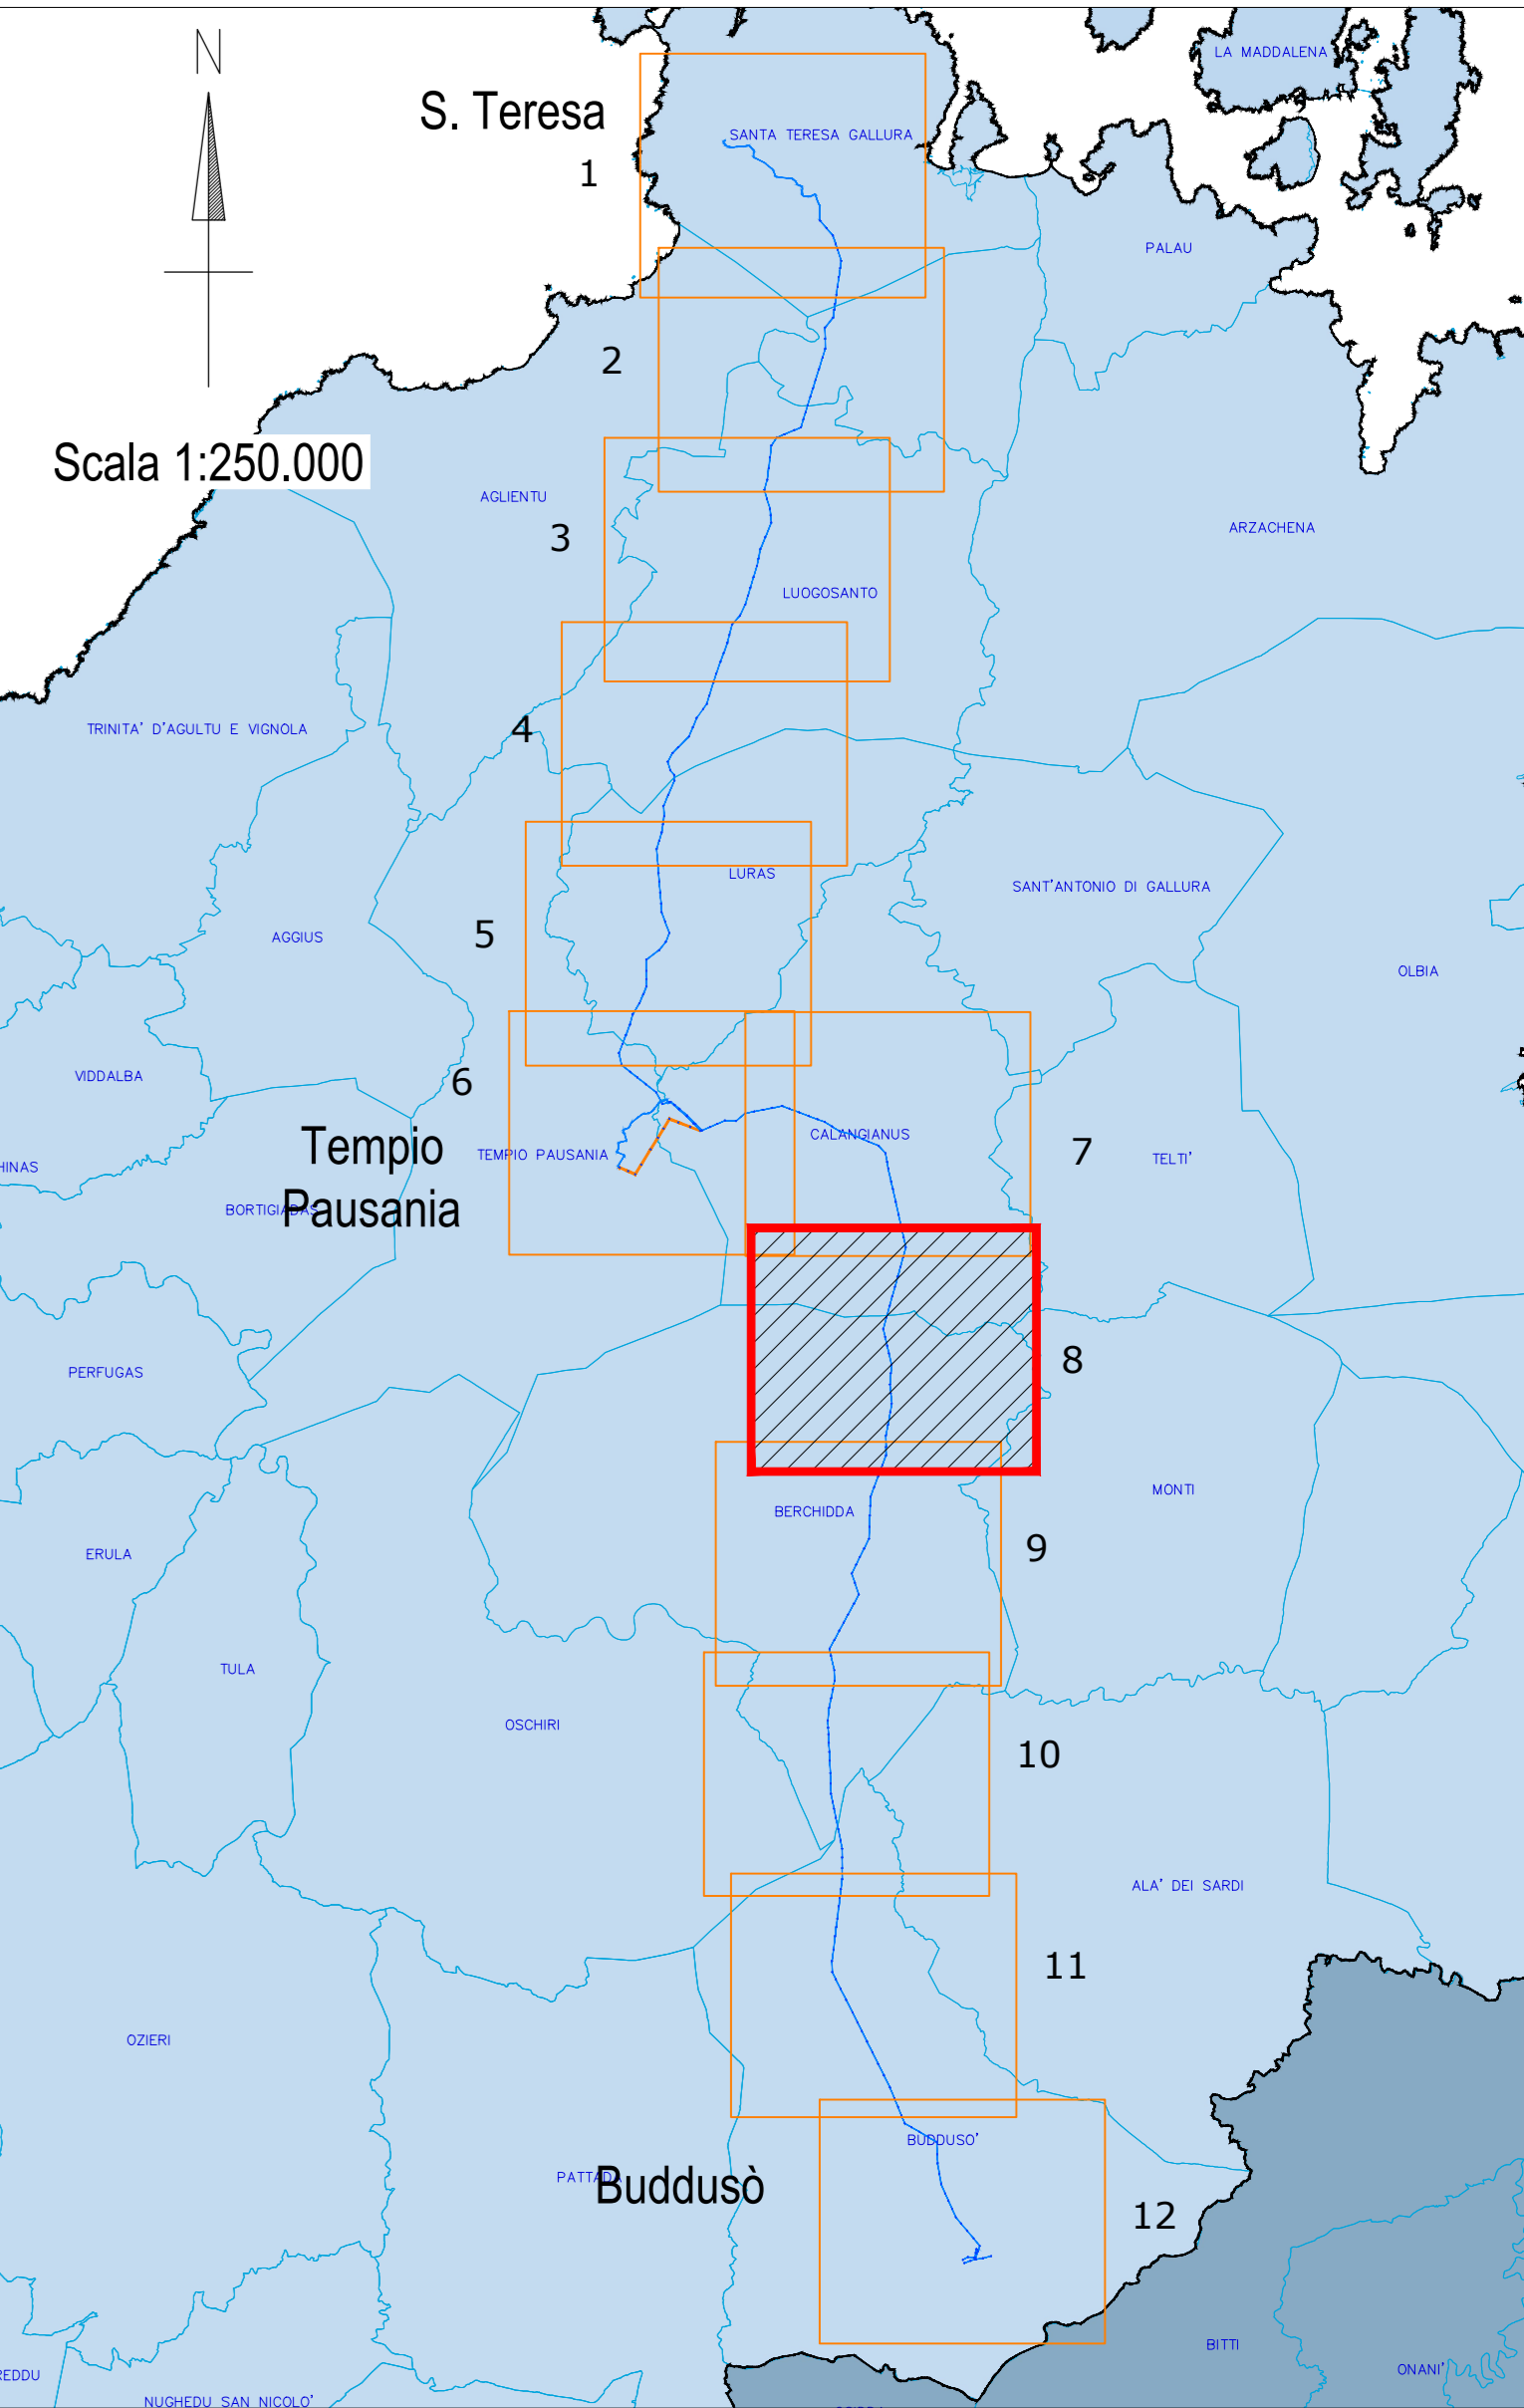 N
LA MADDALENA
S. Teresa
SANTA TERESA GALLURA
1
PALAU
2
Scala 1:250.000
AGLIENTU
ARZACHENA
3
LUOGOSANTO
TRINITA' D'AGULTU E VIGNOLA
4
LURAS
SANT'ANTONIO DI GALLURA
5
AGGIUS
OLBIA
VIDDALBA
6
CALANGIANUS
Tempio
Pausania
TEMPIO PAUSANIA
7
TELTI'
HINAS
BORTIGIADAS
8
PERFUGAS
MONTI
BERCHIDDA
9
ERULA
TULA
OSCHIRI
10
ALA' DEI SARDI
11
OZIERI
BUDDUSO'
PATTADA
Buddusò
12
BITTI
REDDU
ONANI'
NUGHEDU SAN NICOLO'